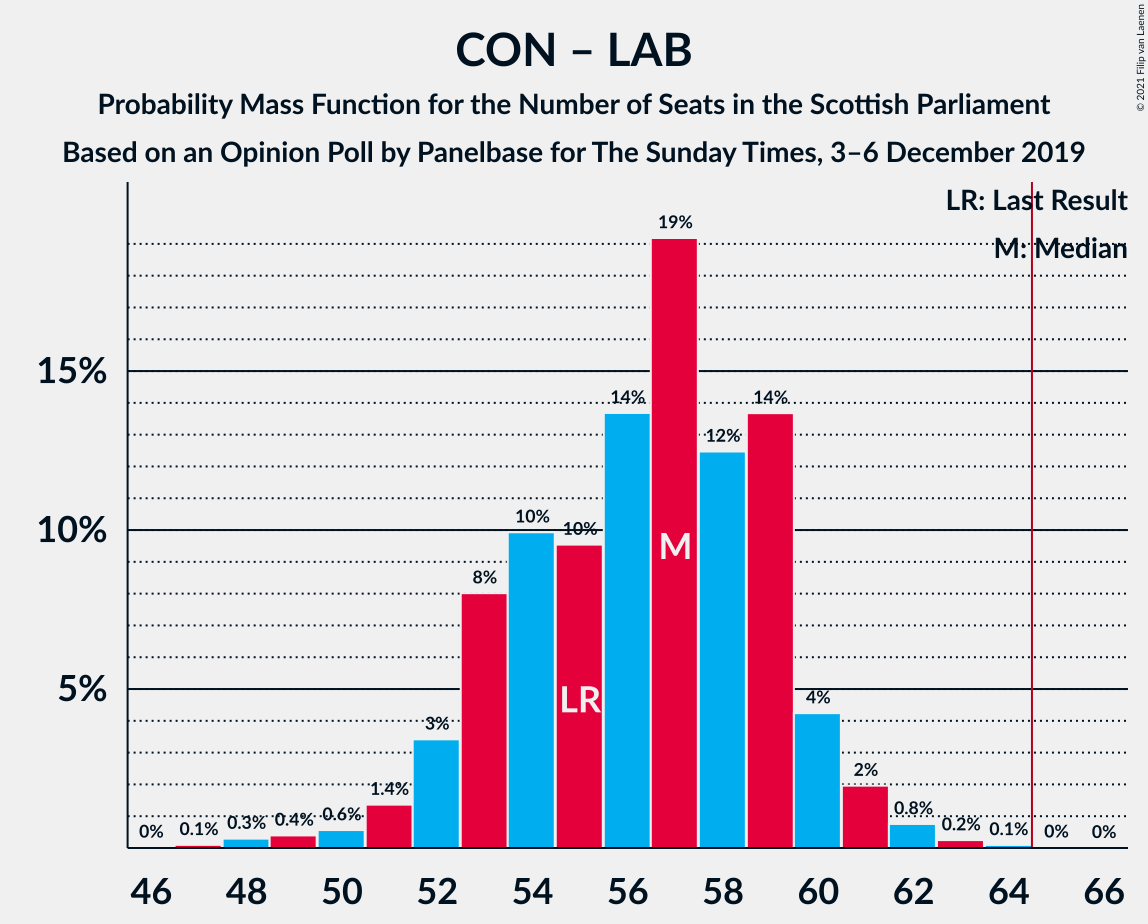 CON – LAB
Probability Mass Function for the Number of Seats in the Scottish Parliament
Based on an Opinion Poll by Panelbase for The Sunday Times, 3–6 December 2019
© 2021 Filip van Laenen
LR: Last Result
M: Median
15%
10%
5%
0%
0.1%
0.3%
0.4%
0.6%
1.4%
3%
8%
10%
10%
14%
19%
12%
14%
4%
2%
0.8%
0.2%
0.1%
0%
0%
LR
M
46 48 50 52 54 56 58 60 62 64 66